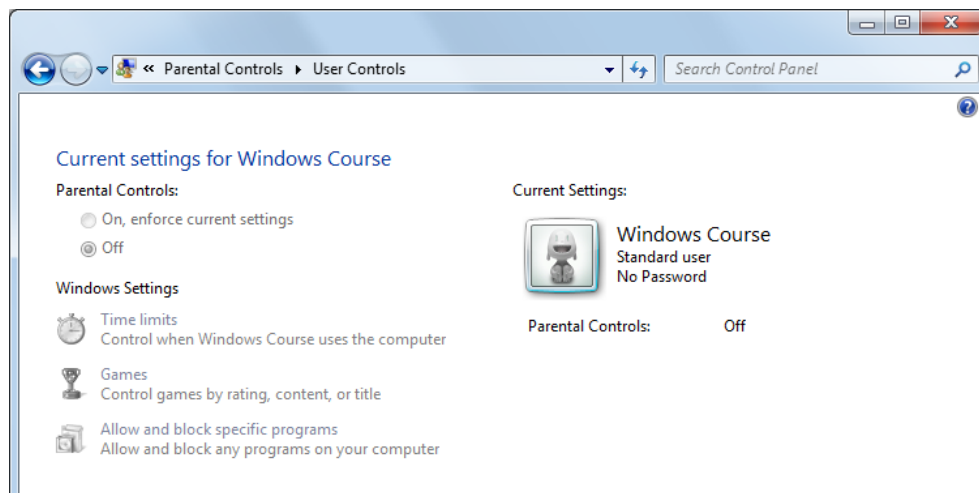 « Parental Controls ▸ User Controls
Search Control Panel
Current settings for Windows Course
Parental Controls:
On, enforce current settings
Off
Windows Settings
Time limits
Control when Windows Course uses the computer
Games
Control games by rating, content, or title
Allow and block specific programs
Allow and block any programs on your computer
Current Settings:
Windows Course
Standard user
No Password
Parental Controls: Off